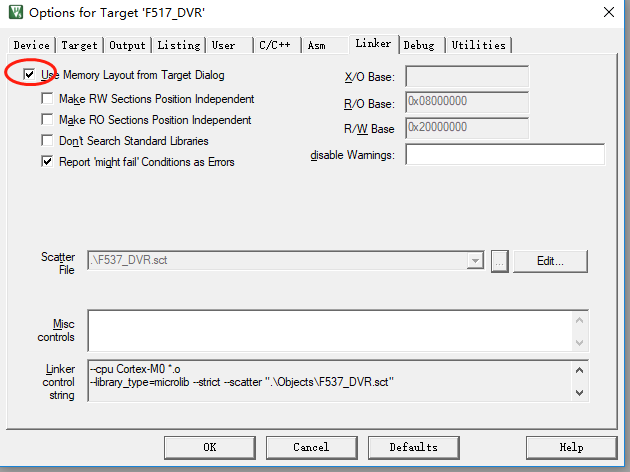 Options for Target 'F517_DVR'
Device Target Output Listing User C/C++ Asm Linker Debug Utilities
Use Memory Layout from Target Dialog
Make RW Sections Position Independent
Make RO Sections Position Independent
Don't Search Standard Libraries
Report 'might fail' Conditions as Errors
X/O Base:
R/O Base: 0x08000000
R/W Base 0x20000000
disable Warnings:
Scatter
File
.\F537_DVR.sct
...
Edit...
Misc
controls
Linker
control
string
--cpu Cortex-M0 *.o
--library_type=microlib --strict --scatter ".\Objects\F537_DVR.sct"
OK Cancel Defaults Help